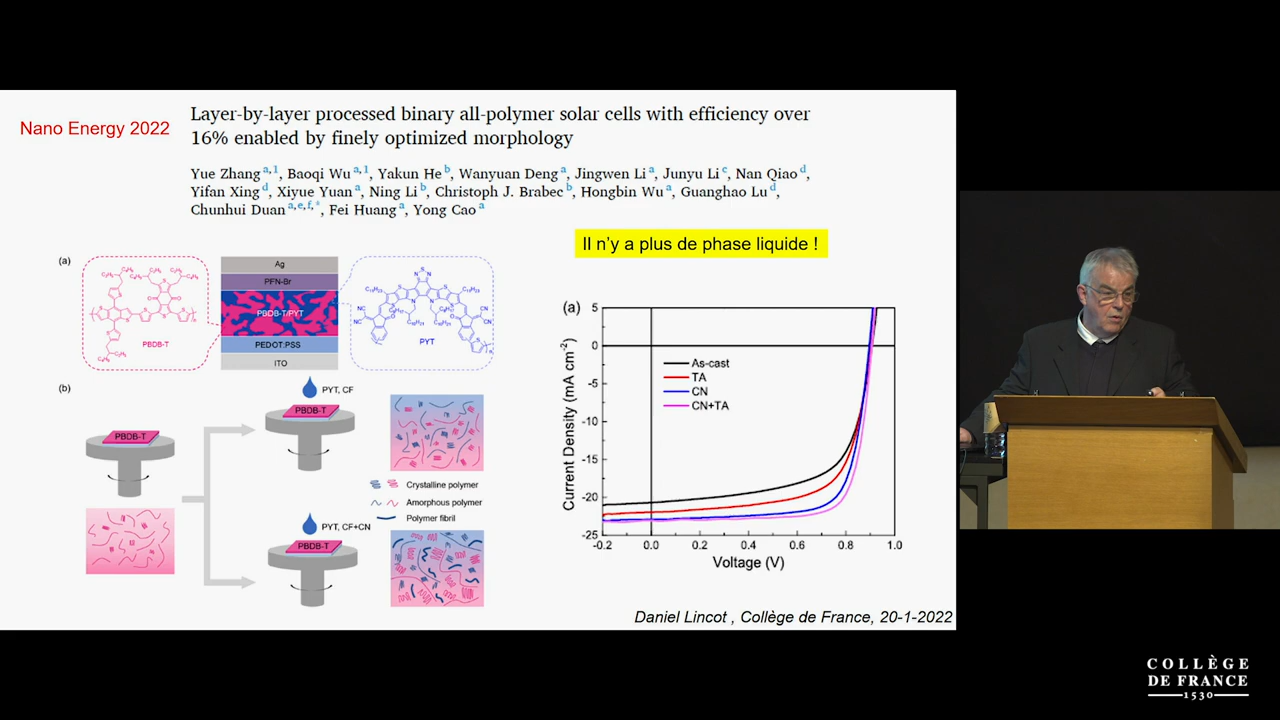 Nano Energy 2022
Layer-by-layer processed binary all-polymer solar cells with efficiency over
16% enabled by finely optimized morphology
Yue Zhang a,1, Baoqi Wu a,1, Yakun He b, Wanyuan Deng a, Jingwen Li a, Junyu Li c, Nan Qiao d,
Yifan Xing d, Xiyue Yuan a, Ning Li b, Christoph J. Brabec b, Hongbin Wu a, Guanghao Lu d,
Chunhui Duan a,e,f,*, Fei Huang a, Yong Cao a
Il n'y a plus de phase liquide !
(a)
PBDB-T
Ag
PFN-Br
PBDB-T/PYT
PEDOT:PSS
ITO
PYT
(b)
PBDB-T
PYT, CF
PBDB-T
Crystalline polymer
Amorphous polymer
Polymer fibril
PYT, CF+CN
PBDB-T
(a)
Current Density (mA cm-2)
5
0
-5
-10
-15
-20
-25
As-cast
TA
CN
CN+TA
-0.2 0.0 0.2 0.4 0.6 0.8 1.0
Voltage (V)
Daniel Lincot , Collège de France, 20-1-2022
COLLÈGE
DE FRANCE
1530